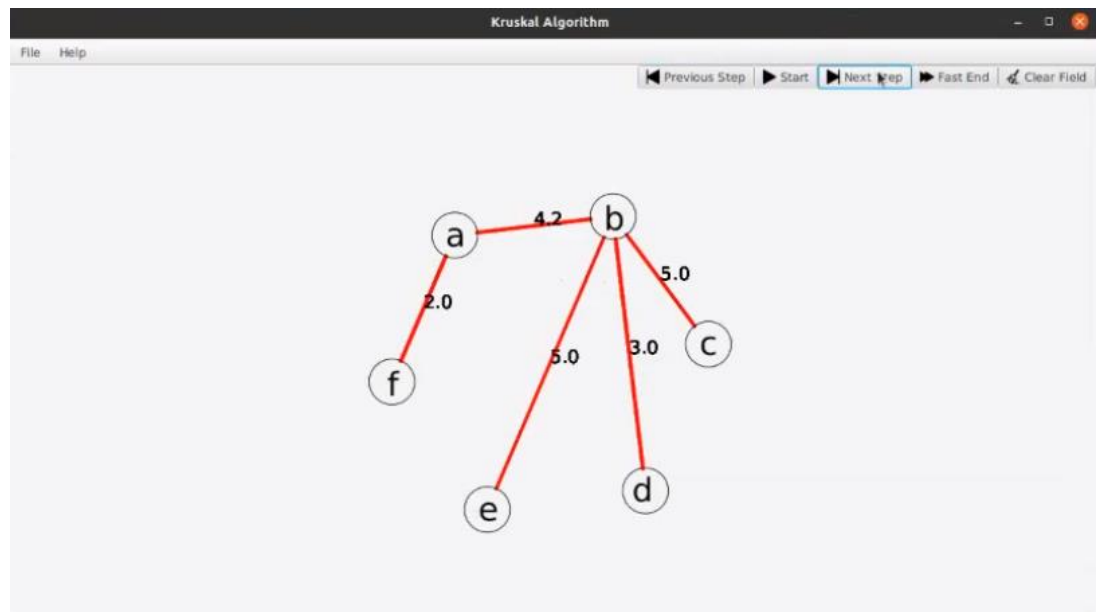 Kruskal Algorithm
File Help
Previous Step Start Next Step Fast End Clear Field
a 4.2 b
2.0 5.0
f 5.0 3.0 c
e d